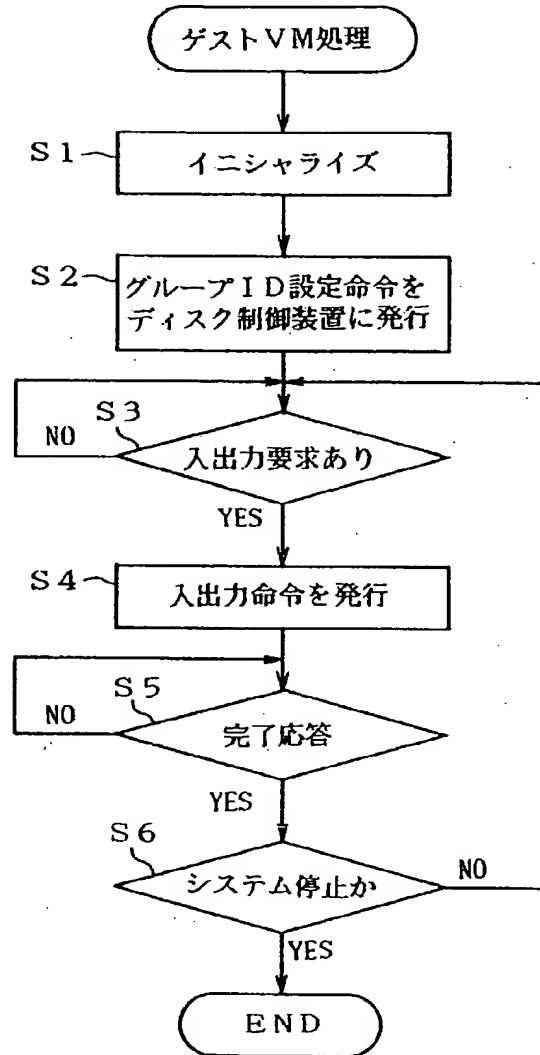 ゲストVM処理
S1
イニシャライズ
S2
グループID設定命令を
ディスク制御装置に発行
S3
NO
入出力要求あり
YES
S4
入出力命令を発行
S5
NO
完了応答
YES
S6
システム停止か
NO
YES
END